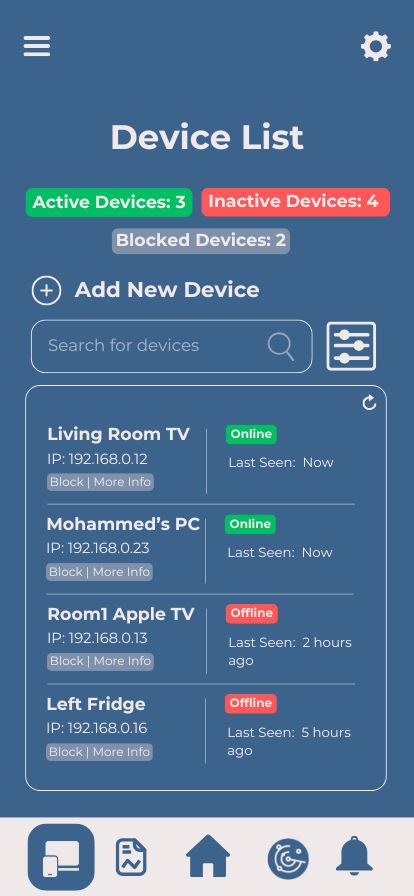 Device List
Active Devices: 3
Inactive Devices: 4
Blocked Devices: 2
Add New Device
Search for devices
Living Room TV
Online
IP: 192.168.0.12
Last Seen: Now
Block | More Info
Mohammed's PC
Online
IP: 192.168.0.23
Last Seen: Now
Block | More Info
Room1 Apple TV
Offline
IP: 192.168.0.13
Last Seen: 2 hours
ago
Block | More Info
Left Fridge
Offline
IP: 192.168.0.16
Last Seen: 5 hours
ago
Block | More Info